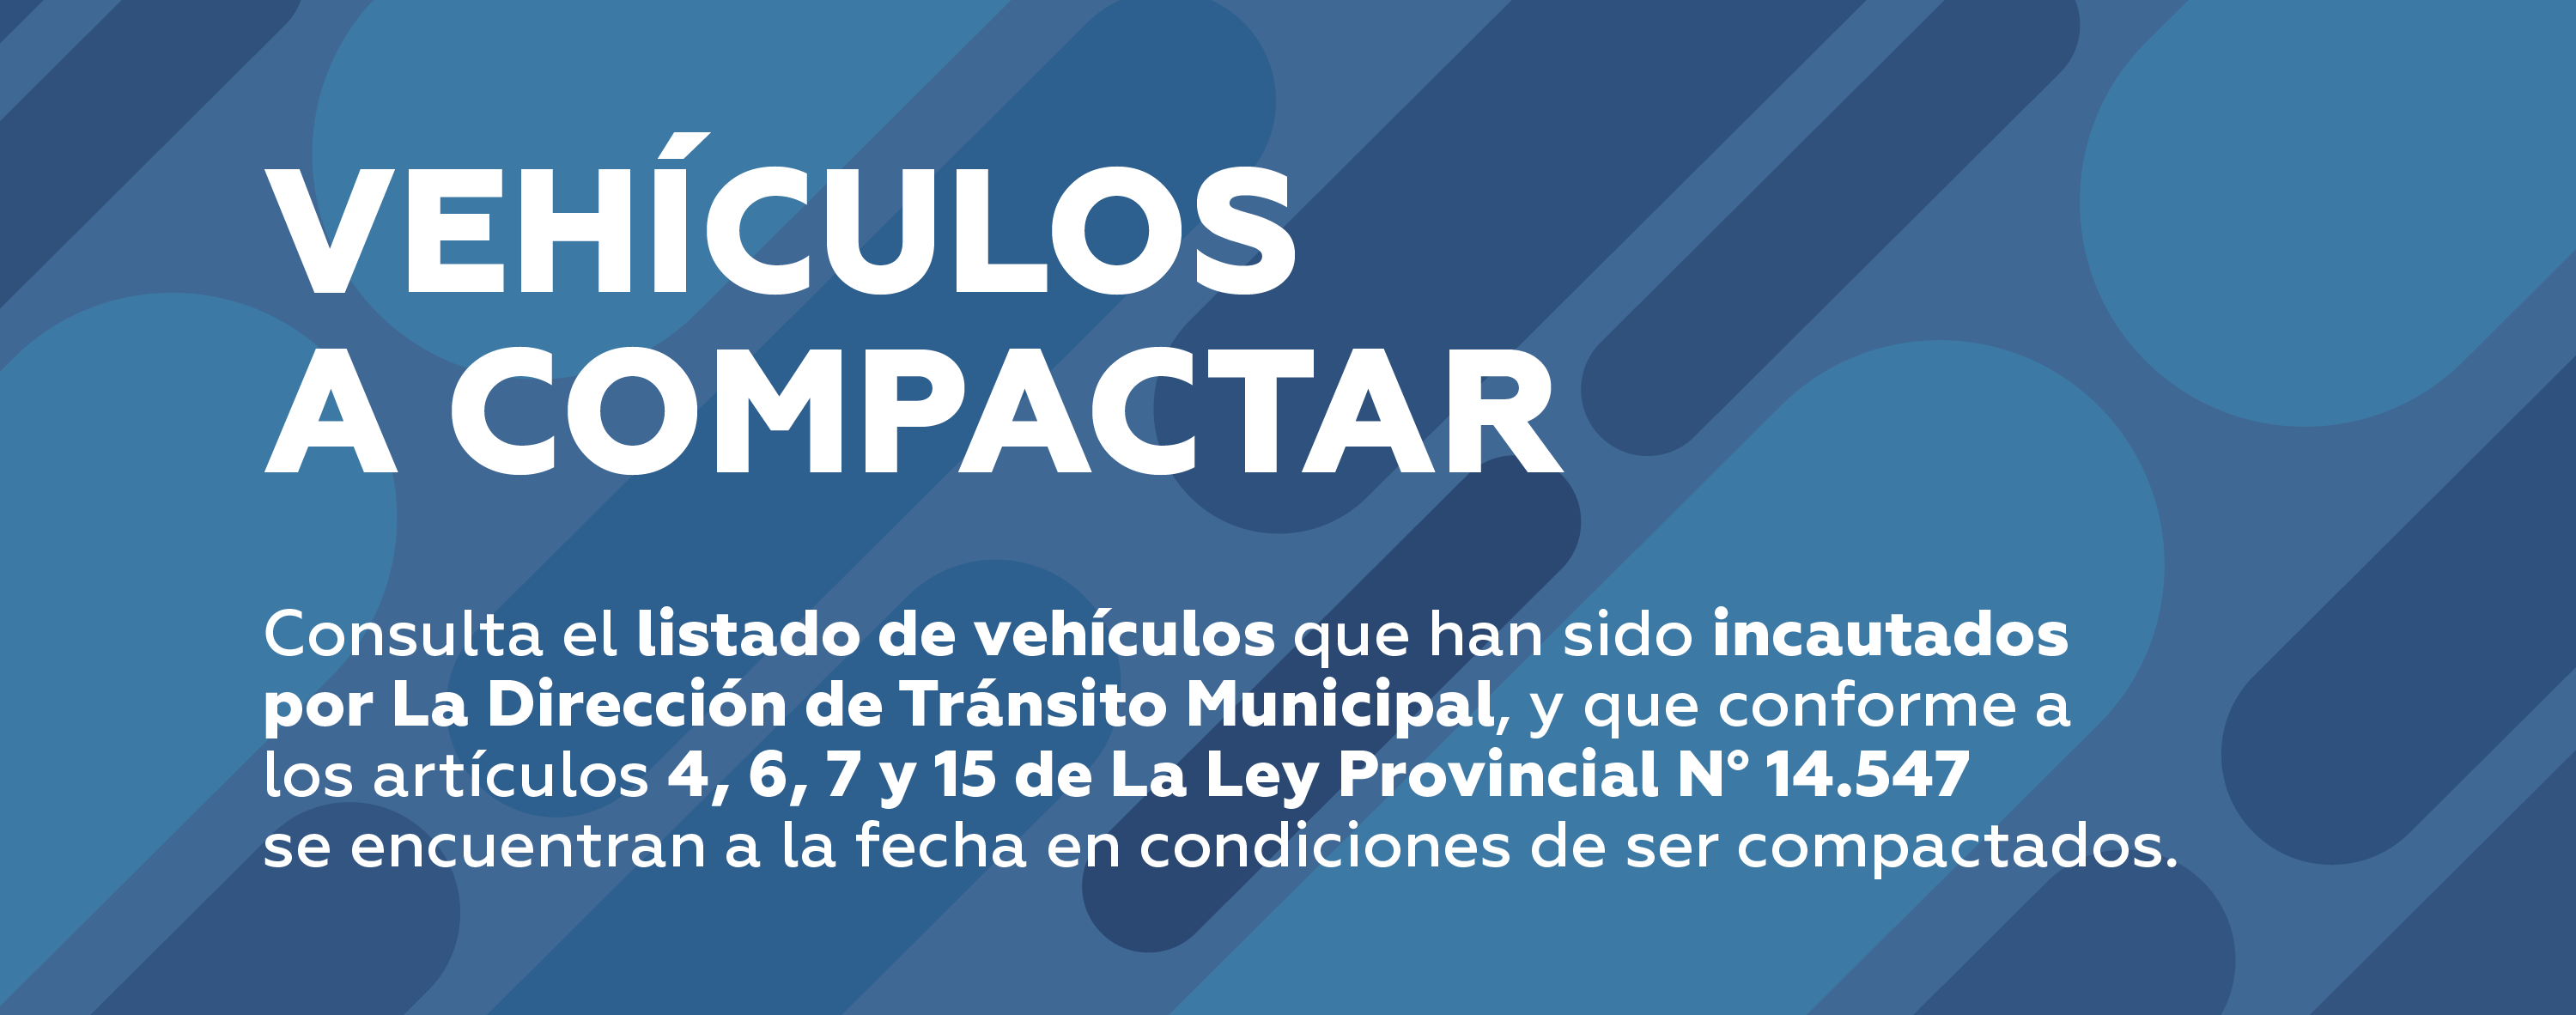 VEHÍCULOS
A COMPACTAR
Consulta el listado de vehículos que han sido incautados
por La Dirección de Tránsito Municipal, y que conforme a
los artículos 4, 6, 7 y 15 de La Ley Provincial N° 14.547
se encuentran a la fecha en condiciones de ser compactados.